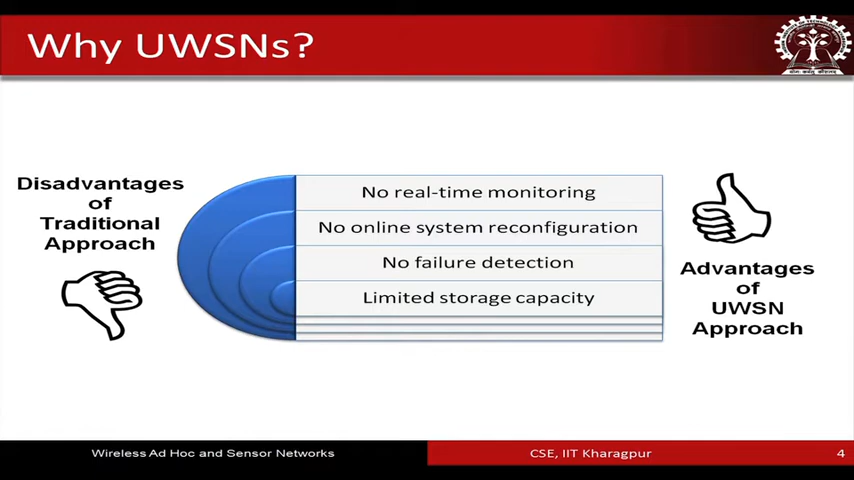 Why UWSNs?
Disadvantages
of
Traditional
Approach
No real-time monitoring
No online system reconfiguration
No failure detection
Limited storage capacity
Advantages
of
UWSN
Approach
Wireless Ad Hoc and Sensor Networks
CSE, IIT Kharagpur
4